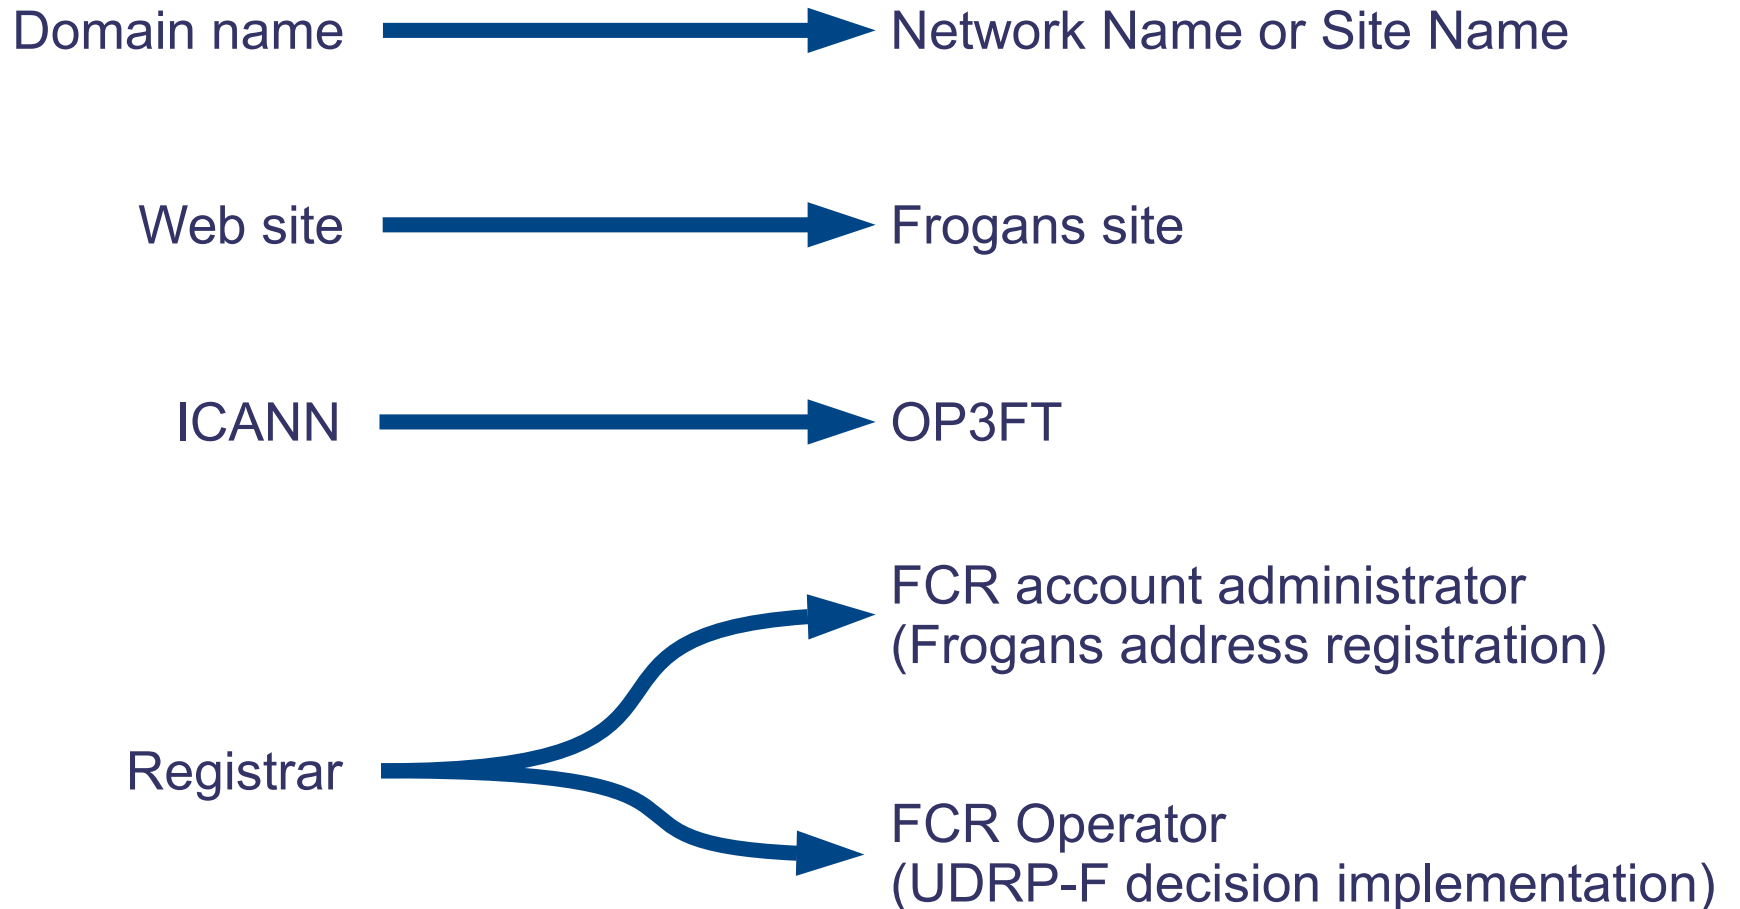 Domain name
Network Name or Site Name
Web site
Frogans site
ICANN
OP3FT
Registrar
FCR account administrator
(Frogans address registration)
FCR Operator
(UDRP-F decision implementation)